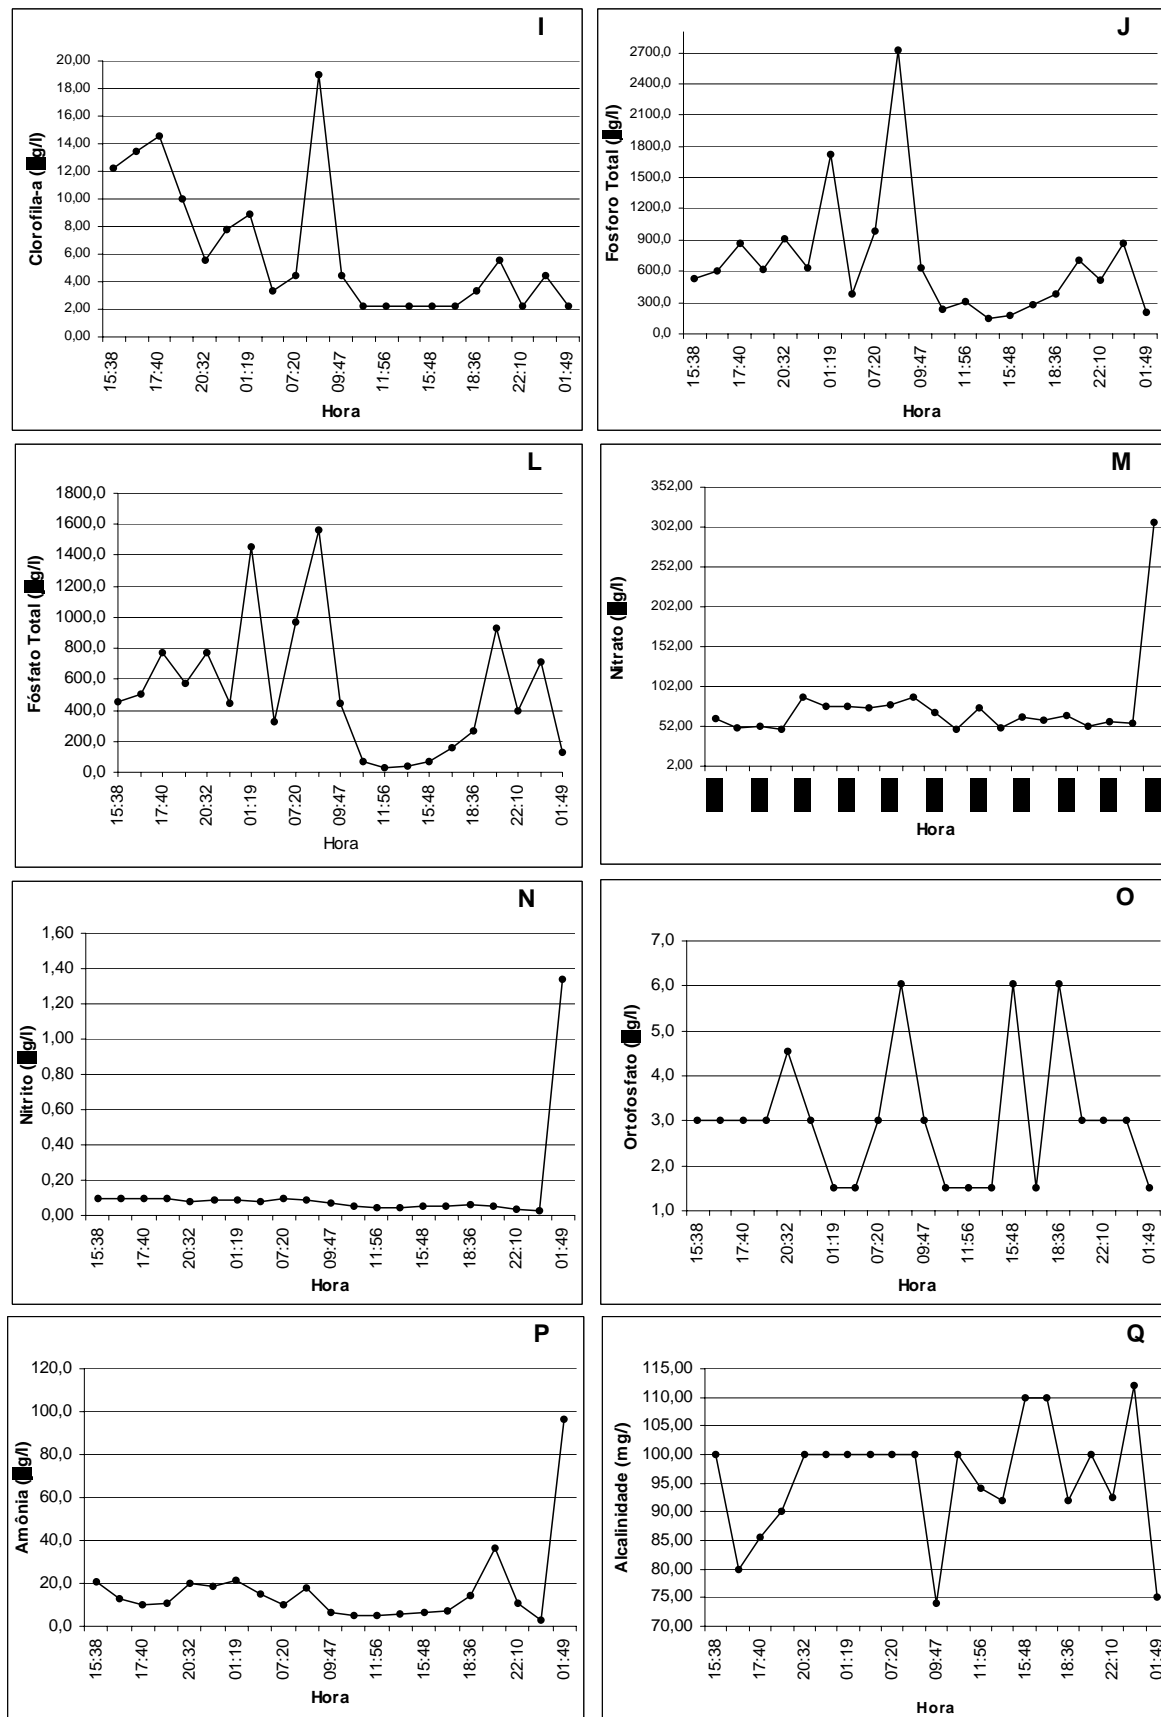 I
20,00
18,00
16,00
14,00
12,00
10,00
8,00
6,00
4,00
2,00
0,00
Clorofila-a (█g/l)
15:38 17:40 20:32 01:19 07:20 09:47 11:56 15:48 18:36 22:10 01:49
Hora
J
2700,0
2400,0
2100,0
1800,0
1500,0
1200,0
900,0
600,0
300,0
0,0
Fosforo Total (█g/l)
15:38 17:40 20:32 01:19 07:20 09:47 11:56 15:48 18:36 22:10 01:49
Hora
L
1800,0
1600,0
1400,0
1200,0
1000,0
800,0
600,0
400,0
200,0
0,0
Fósfato Total (█g/l)
15:38 17:40 20:32 01:19 07:20 09:47 11:56 15:48 18:36 22:10 01:49
Hora
M
352,00
302,00
252,00
202,00
152,00
102,00
52,00
2,00
Nitrato (█g/l)
Hora
N
1,60
1,40
1,20
1,00
0,80
0,60
0,40
0,20
0,00
Nitrito (█g/l)
15:38 17:40 20:32 01:19 07:20 09:47 11:56 15:48 18:36 22:10 01:49
Hora
O
7,0
6,0
5,0
4,0
3,0
2,0
1,0
Ortofosfato (█g/l)
15:38 17:40 20:32 01:19 07:20 09:47 11:56 15:48 18:36 22:10 01:49
Hora
P
120,0
100,0
80,0
60,0
40,0
20,0
0,0
Amônia (█g/l)
15:38 17:40 20:32 01:19 07:20 09:47 11:56 15:48 18:36 22:10 01:49
Hora
Q
115,00
110,00
105,00
100,00
95,00
90,00
85,00
80,00
75,00
70,00
Alcalinidade (mg/)
15:38 17:40 20:32 01:19 07:20 09:47 11:56 15:48 18:36 22:10 01:49
Hora